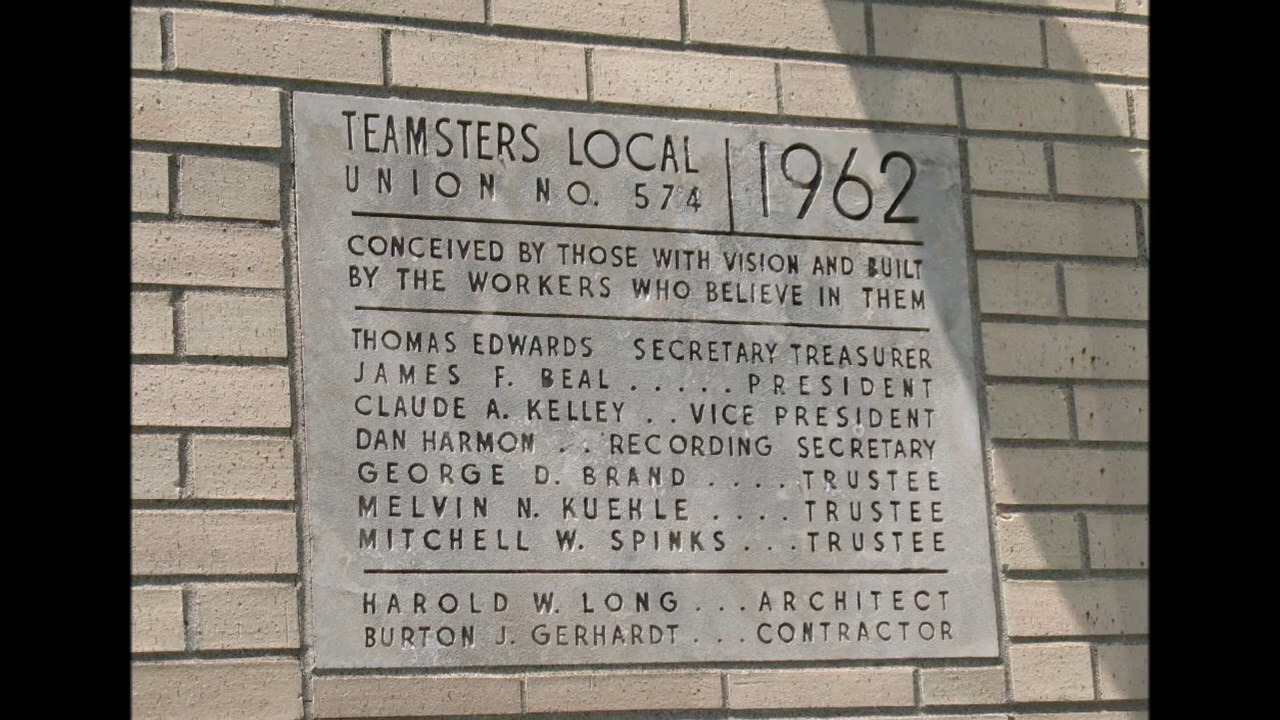 TEAMSTERS LOCAL
UNION NO. 574
1962
CONCEIVED BY THOSE WITH VISION AND BUILT
BY THE WORKERS WHO BELIEVE IN THEM
THOMAS EDWARDS SECRETARY TREASURER
JAMES F. BEAL . . . . . PRESIDENT
CLAUDE A. KELLEY . . VICE PRESIDENT
DAN HARMON . . RECORDING SECRETARY
GEORGE D. BRAND . . . . TRUSTEE
MELVIN N. KUEHLE . . . . TRUSTEE
MITCHELL W. SPINKS . . . TRUSTEE
HAROLD W. LONG . . . ARCHITECT
BURTON J. GERHARDT . . . CONTRACTOR